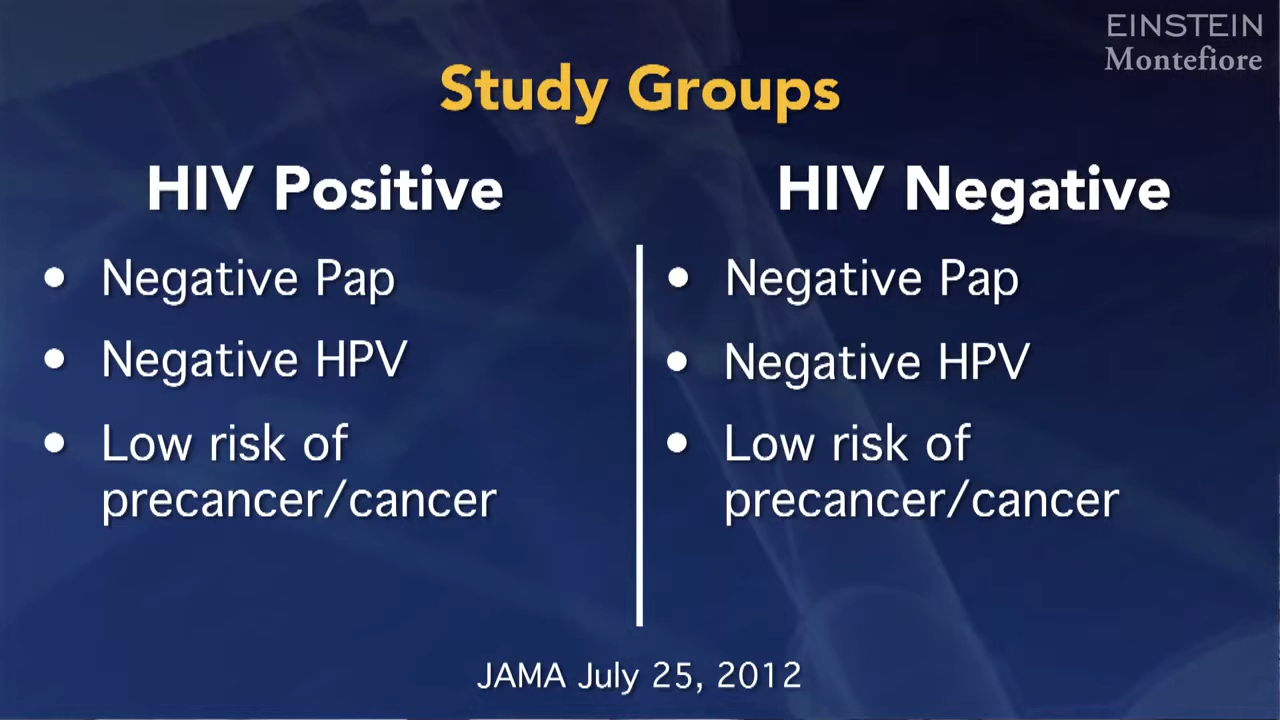 EINSTEIN
Montefiore
Study Groups
HIV Positive
• Negative Pap
• Negative HPV
• Low risk of
precancer/cancer
HIV Negative
• Negative Pap
• Negative HPV
• Low risk of
precancer/cancer
JAMA July 25, 2012